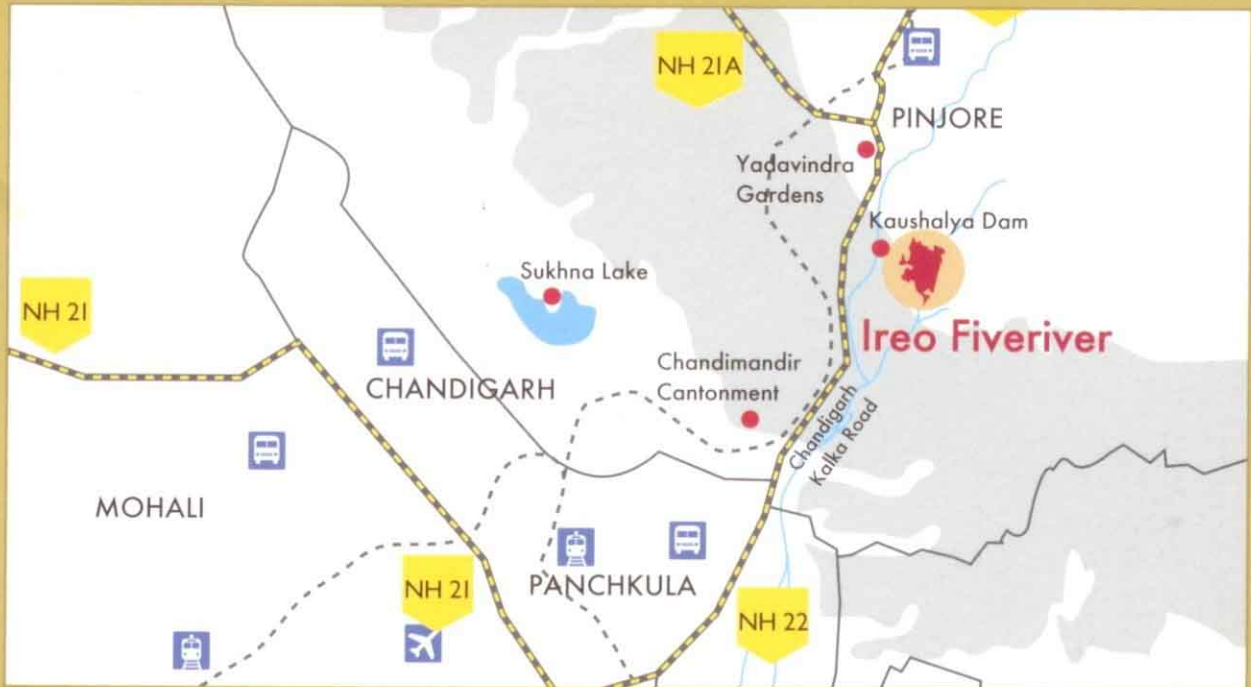 NH 21A
PINJORE
Yadavindra
Gardens
Kaushalya Dam
Sukhna Lake
NH 21
Ireo Fiveriver
Chandimandir
Cantonment
CHANDIGARH
Chandigarh
Kalka Road
MOHALI
NH 21
PANCHKULA
NH 22